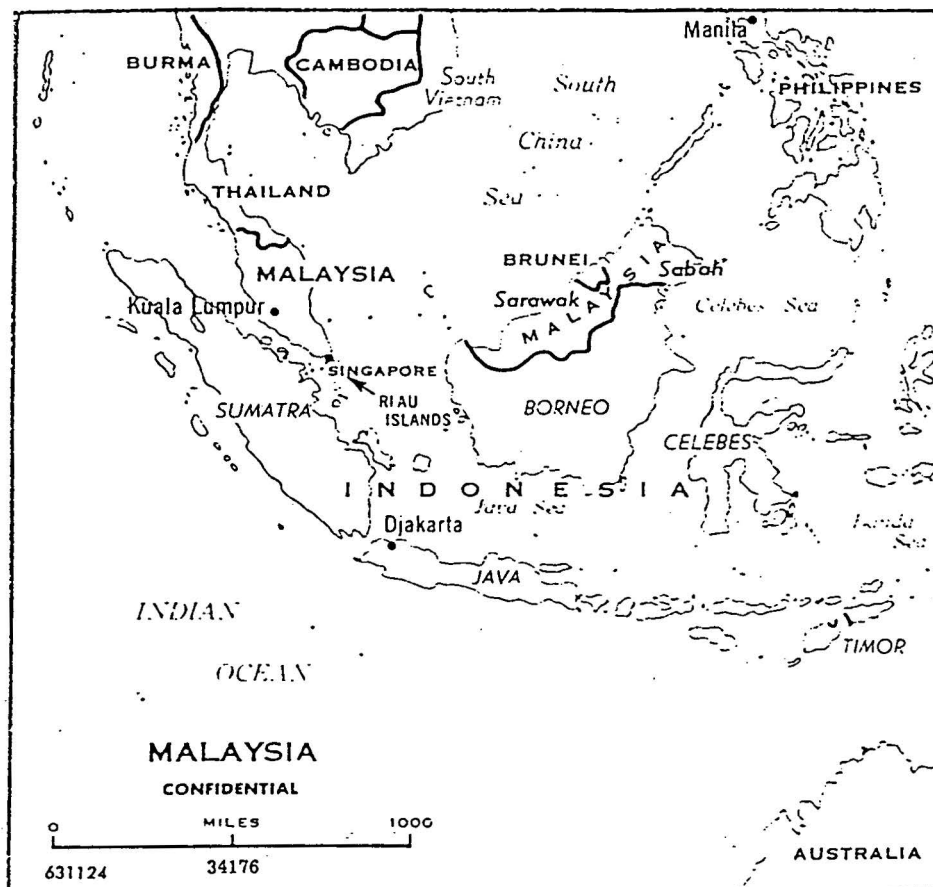 Manila
BURMA
CAMBODIA
South
Vietnam
South
China
Sea
PHILIPPINES
THAILAND
MALAYSIA
BRUNEI
Sabah
Sarawak
MALAYSIA
Kuala Lumpur
Celebes Sea
SINGAPORE
RIAU
ISLANDS
SUMATRA
BORNEO
CELEBES
INDONESIA
Java Sea
Banda
Sea
Djakarta
JAVA
INDIAN
OCEAN
TIMOR
MALAYSIA
CONFIDENTIAL
0 MILES 1000
631124 34176
AUSTRALIA